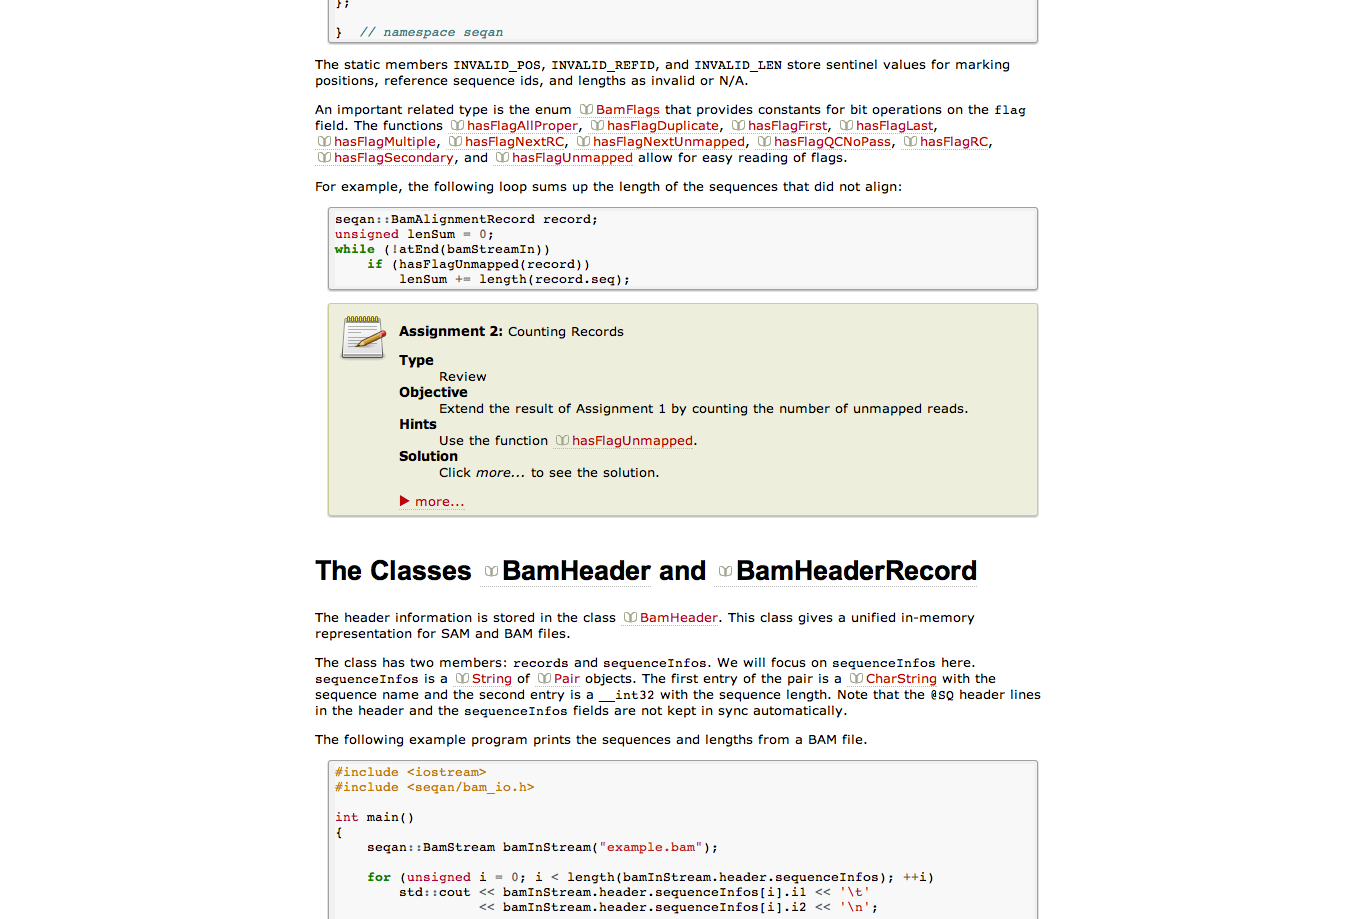 };
}  // namespace seqan
The static members INVALID_POS, INVALID_REFID, and INVALID_LEN store sentinel values for marking
positions, reference sequence ids, and lengths as invalid or N/A.
An important related type is the enum BamFlags that provides constants for bit operations on the flag
field. The functions hasFlagAllProper, hasFlagDuplicate, hasFlagFirst, hasFlagLast,
hasFlagMultiple, hasFlagNextRC, hasFlagNextUnmapped, hasFlagQCNoPass, hasFlagRC,
hasFlagSecondary, and hasFlagUnmapped allow for easy reading of flags.
For example, the following loop sums up the length of the sequences that did not align:
seqan::BamAlignmentRecord record;
unsigned lenSum = 0;
while (!atEnd(bamStreamIn))
    if (hasFlagUnmapped(record))
        lenSum += length(record.seq);
Assignment 2: Counting Records
Type
Review
Objective
Extend the result of Assignment 1 by counting the number of unmapped reads.
Hints
Use the function hasFlagUnmapped.
Solution
Click more... to see the solution.
more...
The Classes BamHeader and BamHeaderRecord
The header information is stored in the class BamHeader. This class gives a unified in-memory
representation for SAM and BAM files.
The class has two members: records and sequenceInfos. We will focus on sequenceInfos here.
sequenceInfos is a String of Pair objects. The first entry of the pair is a CharString with the
sequence name and the second entry is a __int32 with the sequence length. Note that the @SQ header lines
in the header and the sequenceInfos fields are not kept in sync automatically.
The following example program prints the sequences and lengths from a BAM file.
#include <iostream>
#include <seqan/bam_io.h>
int main()
{
    seqan::BamStream bamInStream("example.bam");
    for (unsigned i = 0; i < length(bamInStream.header.sequenceInfos); ++i)
        std::cout << bamInStream.header.sequenceInfos[i].i1 << '\t'
                  << bamInStream.header.sequenceInfos[i].i2 << '\n';